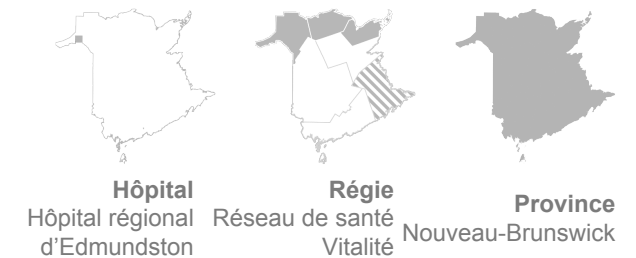 Hôpital
Hôpital régional
d'Edmundston
Régie
Réseau de santé
Vitalité
Province
Nouveau-Brunswick